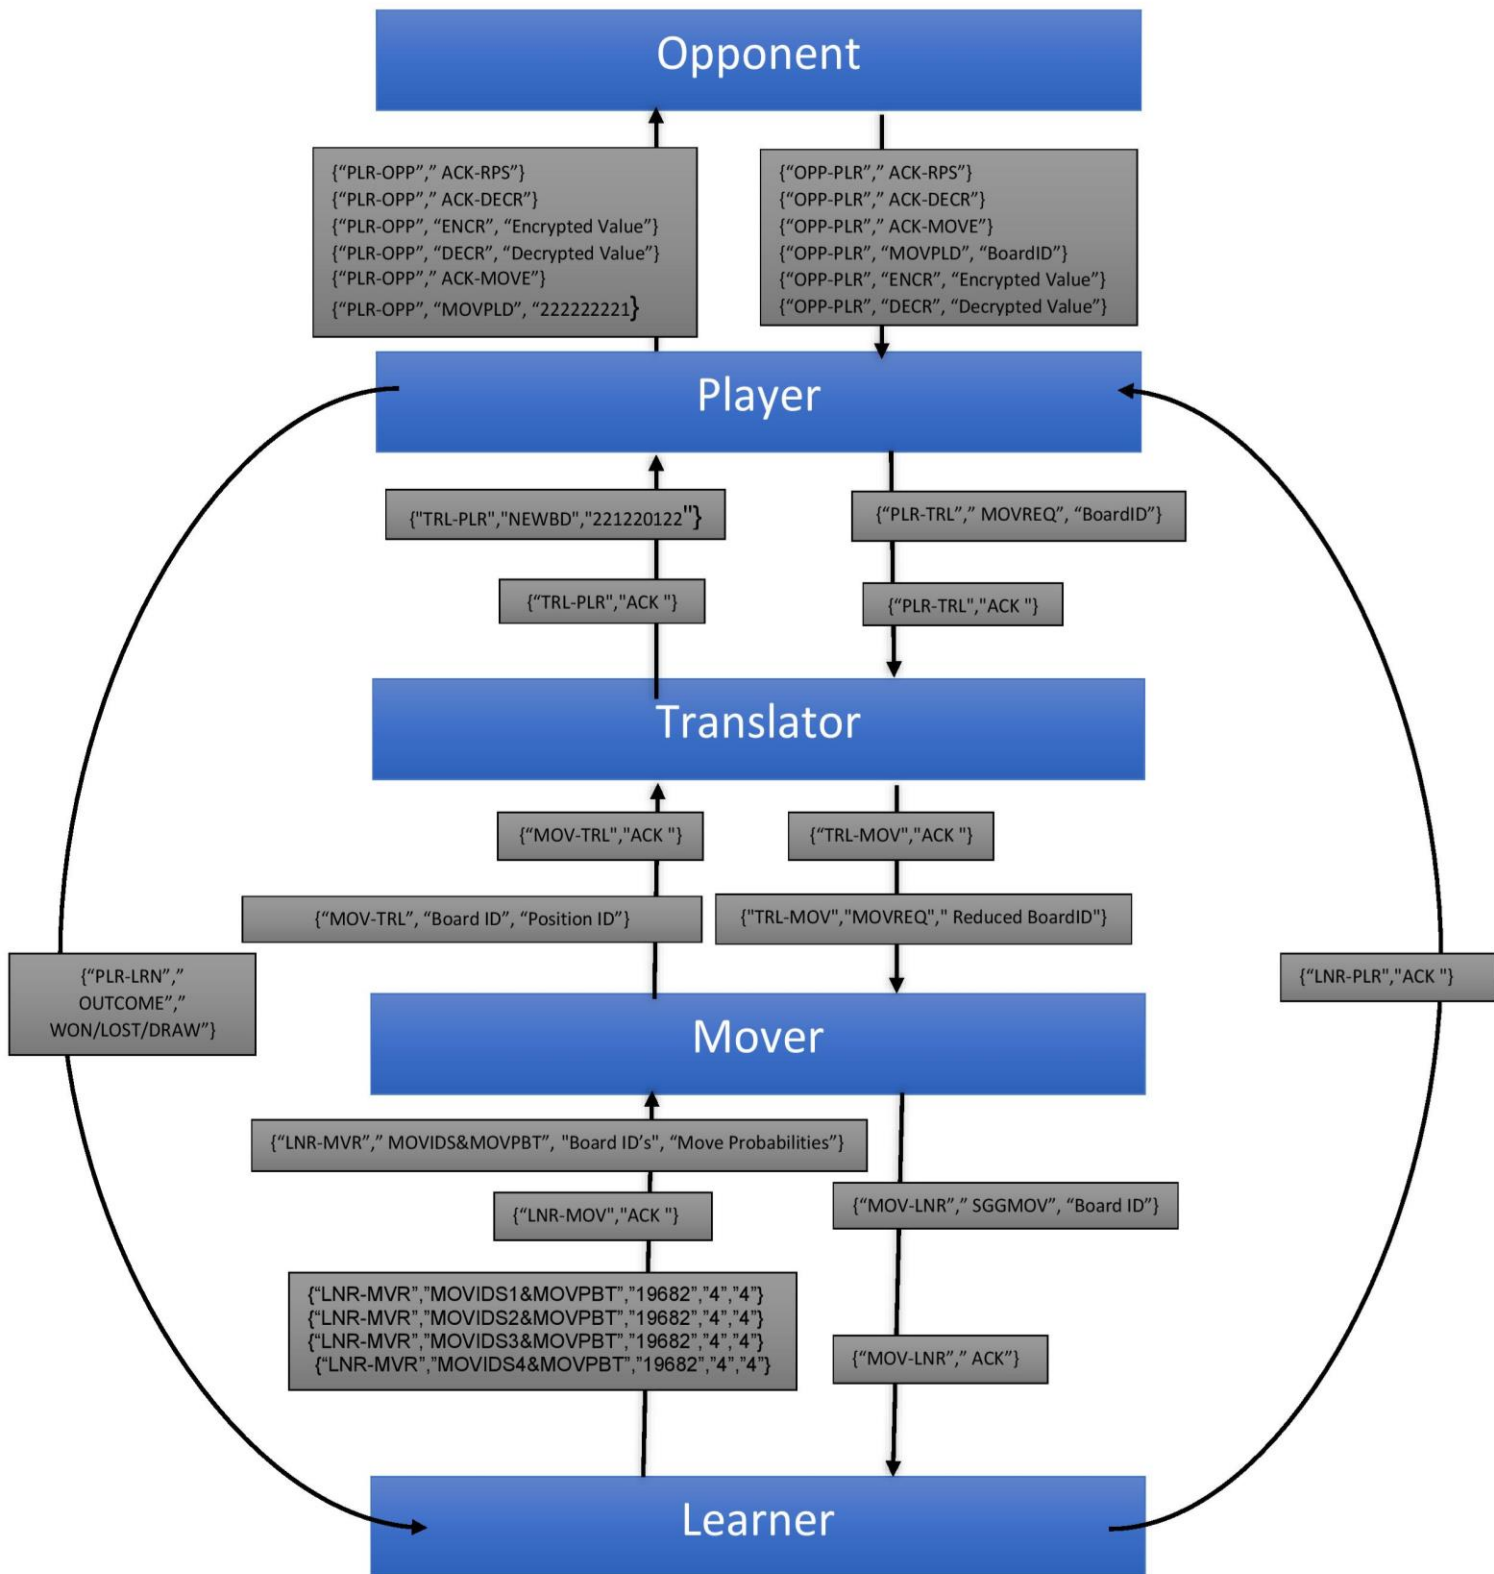 Opponent
{“PLR-OPP”,” ACK-RPS”}
{“PLR-OPP”,” ACK-DECR”}
{“PLR-OPP”, “ENCR”, “Encrypted Value”}
{“PLR-OPP”, “DECR”, “Decrypted Value”}
{“PLR-OPP”,” ACK-MOVE”}
{“PLR-OPP”, “MOVPLD”, “222222221}
{“OPP-PLR”,” ACK-RPS”}
{“OPP-PLR”,” ACK-DECR”}
{“OPP-PLR”,” ACK-MOVE”}
{“OPP-PLR”, “MOVPLD”, “BoardID”}
{“OPP-PLR”, “ENCR”, “Encrypted Value”}
{“OPP-PLR”, “DECR”, “Decrypted Value”}
Player
{"TRL-PLR","NEWBD","221220122"}
{“PLR-TRL”,” MOVREQ”, “BoardID”}
{“TRL-PLR","ACK "}
{“PLR-TRL","ACK "}
Translator
{“MOV-TRL","ACK "}
{“TRL-MOV","ACK "}
{“MOV-TRL”, “Board ID”, “Position ID”}
{"TRL-MOV","MOVREQ"," Reduced BoardID"}
{“PLR-LRN”,”
OUTCOME”,”
WON/LOST/DRAW”}
{“LNR-PLR","ACK "}
Mover
{“LNR-MVR”,” MOVIDS&MOVPBT”, "Board ID’s", “Move Probabilities”}
{“MOV-LNR”,” SGGMOV”, “Board ID”}
{“LNR-MOV","ACK "}
{“LNR-MVR”,”MOVIDS1&MOVPBT”,”19682”,”4”,”4”}
{“LNR-MVR”,”MOVIDS2&MOVPBT”,”19682”,”4”,”4”}
{“LNR-MVR”,”MOVIDS3&MOVPBT”,”19682”,”4”,”4”}
{“LNR-MVR”,”MOVIDS4&MOVPBT”,”19682”,”4”,”4”}
{“MOV-LNR”,” ACK”}
Learner